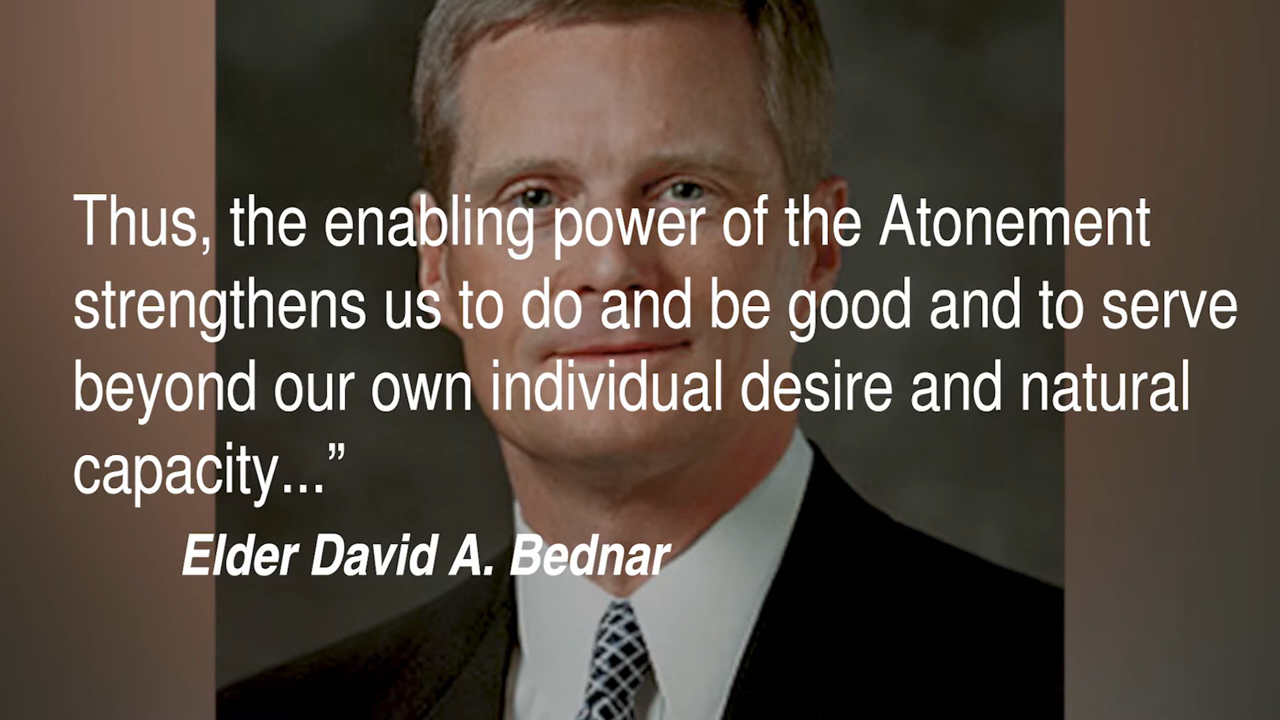 Thus, the enabling power of the Atonement
strengthens us to do and be good and to serve
beyond our own individual desire and natural
capacity...”
Elder David A. Bednar